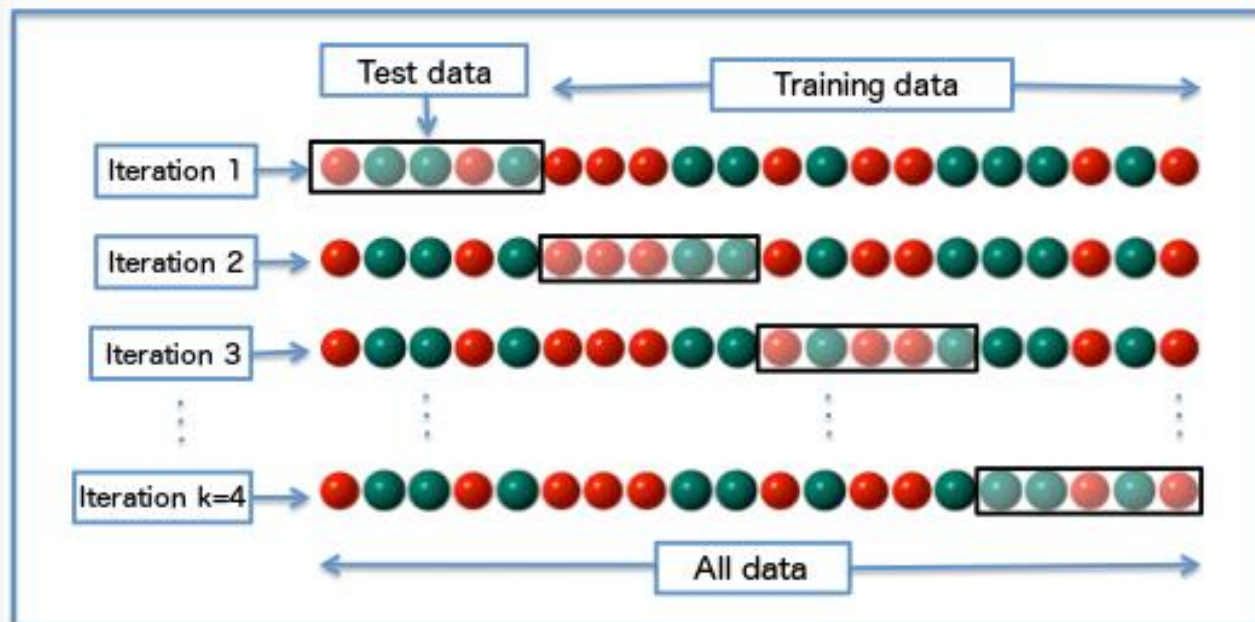 Test data
Training data
Iteration 1
Iteration 2
Iteration 3
Iteration k=4
All data